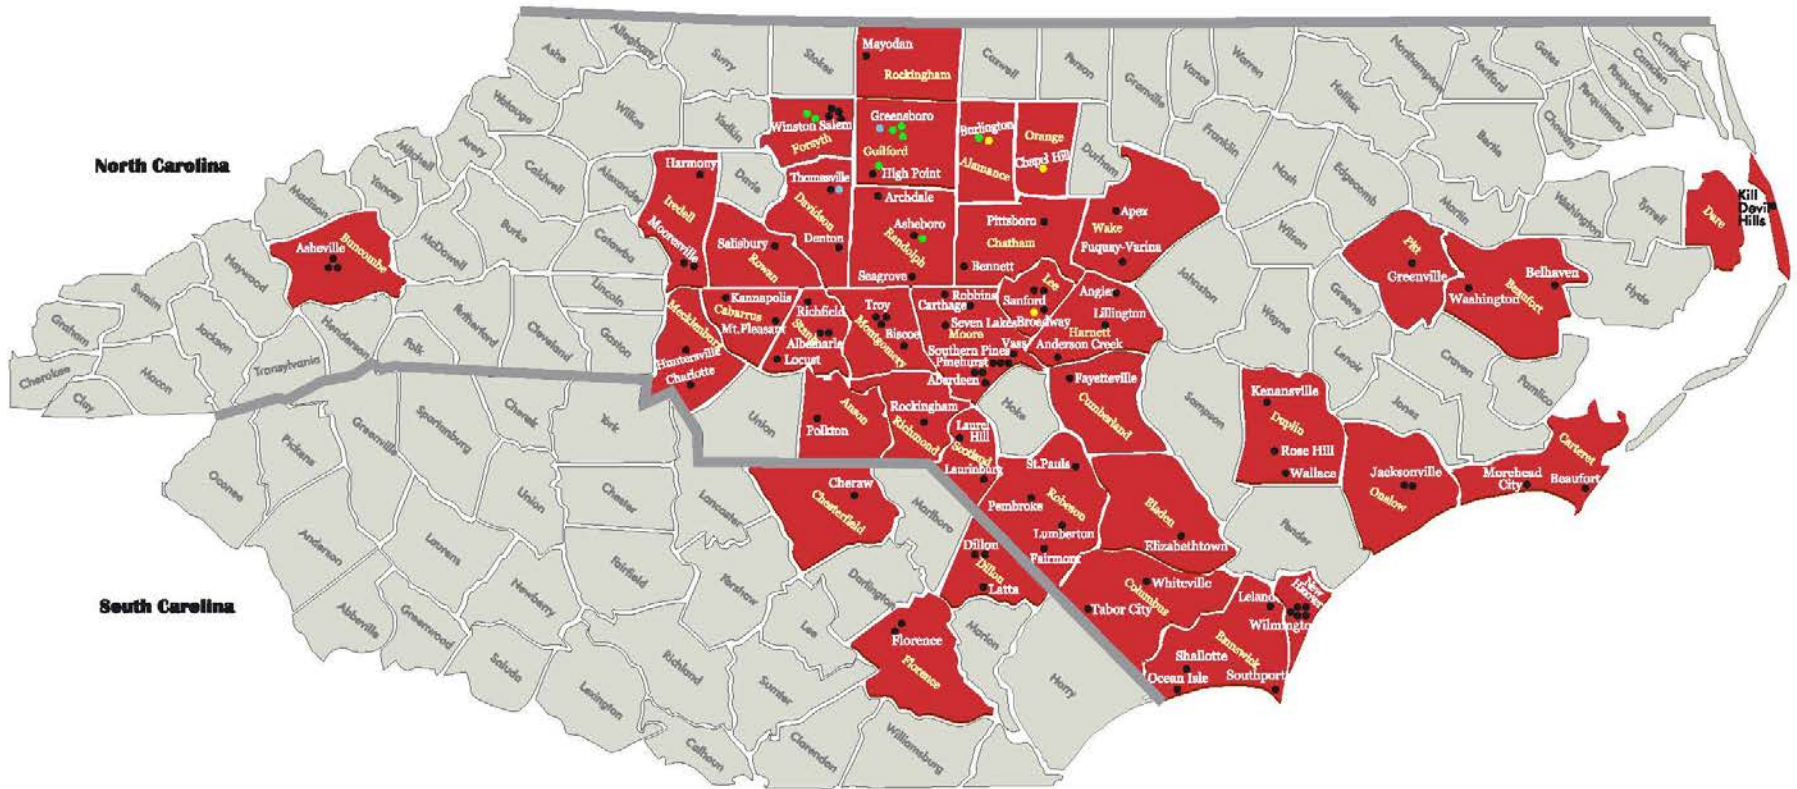 North Carolina
South Carolina
Ashe
Alleghany
Surry
Stokes
Mayodan
Rockingham
Caswell
Person
Granville
Vance
Warren
Halifax
Northampton
Hertford
Gates
Currituck
Camden
Pasquotank
Perquimans
Chowan
Bertie
Watauga
Wilkes
Yadkin
Winston Salem
Forsyth
Greensboro
Guilford
High Point
Burlington
Alamance
Orange
Chapel Hill
Durham
Franklin
Nash
Edgecomb
Martin
Washington
Tyrrell
Dare
Kill
Devil
Hills
Mitchell
Avery
Yancey
Madison
Caldwell
Alexander
Harmony
Iredell
Mooresville
Davie
Thomasville
Davidson
Denton
Archdale
Asheboro
Randolph
Seagrove
Pittsboro
Chatham
Bennett
Apex
Wake
Fuquay-Varina
Wilson
Pitt
Greenville
Belhaven
Washington
Beaufort
Hyde
Asheville
Buncombe
McDowell
Burke
Catawba
Salisbury
Rowan
Johnston
Wayne
Greene
Lenoir
Craven
Pamlico
Jones
Haywood
Swain
Graham
Jackson
Cherokee
Clay
Macon
Transylvania
Henderson
Polk
Rutherford
Cleveland
Lincoln
Gaston
Mecklenburg
Huntersville
Charlotte
Kannapolis
Cabarrus
Mt.Pleasant
Richfield
Albemarle
Locust
Troy
Biscoe
Montgomery
Robbins
Carthage
Seven Lakes
Moore
Southern Pines
Pinehurst
Aberdeen
Vass
Lee
Sanford
Broadway
Angier
Lillington
Harnett
Anderson Creek
Union
Anson
Polkton
Rockingham
Richmond
Laurel
Hill
Scotland
Laurinburg
Hoke
Fayetteville
Cumberland
Sampson
Kenansville
Duplin
Rose Hill
Wallace
Jacksonville
Onslow
Morehead
City
Carteret
Beaufort
St.Pauls
Pembroke
Robeson
Lumberton
Fairmont
Bladen
Elizabethtown
Pender
Columbus
Whiteville
Tabor City
Leland
New
Hanover
Wilmington
Brunswick
Shallotte
Ocean Isle
Southport
Oconee
Pickens
Greenville
Spartanburg
Cherek
York
Union
Chester
Lancaster
Cheraw
Chesterfield
Marlboro
Anderson
Laurens
Newberry
Fairfield
Kershaw
Darlington
Dillon
Dillon
Latta
Abbeville
Greenwood
Saluda
Lexington
Richland
Lee
Sumter
Florence
Florence
Marion
Horry
Calhoun
Clarendon
Williamsburg